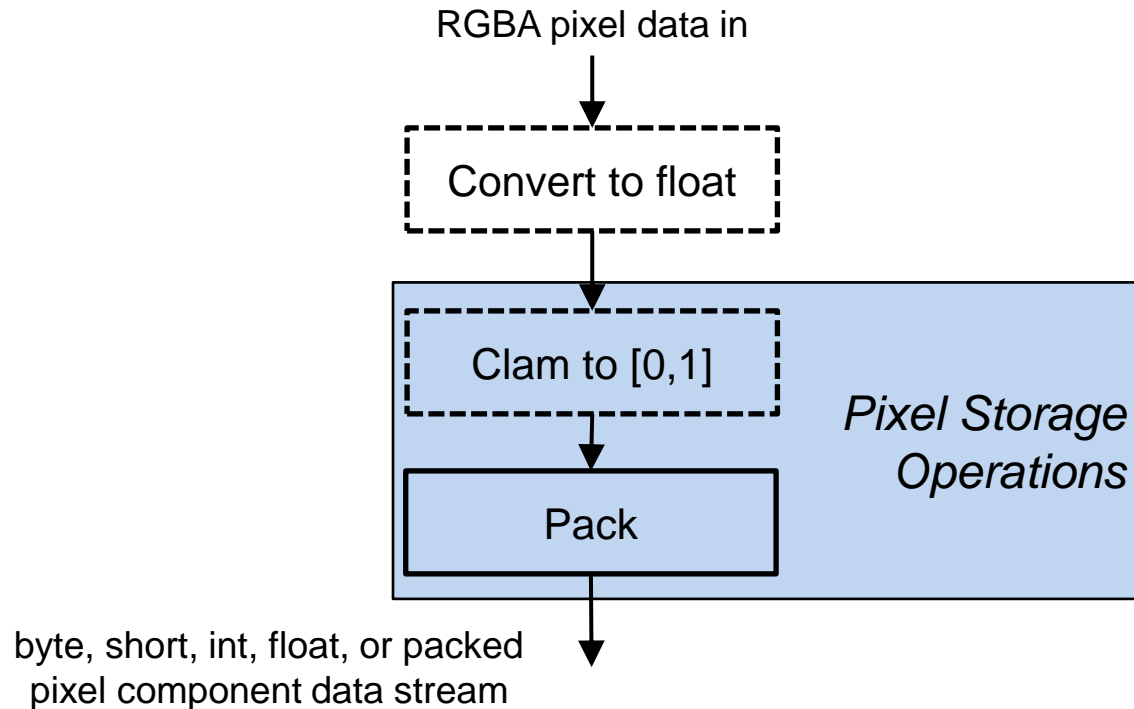 RGBA pixel data in
Convert to float
Clam to [0,1]
Pixel Storage
Operations
Pack
byte, short, int, float, or packed
pixel component data stream